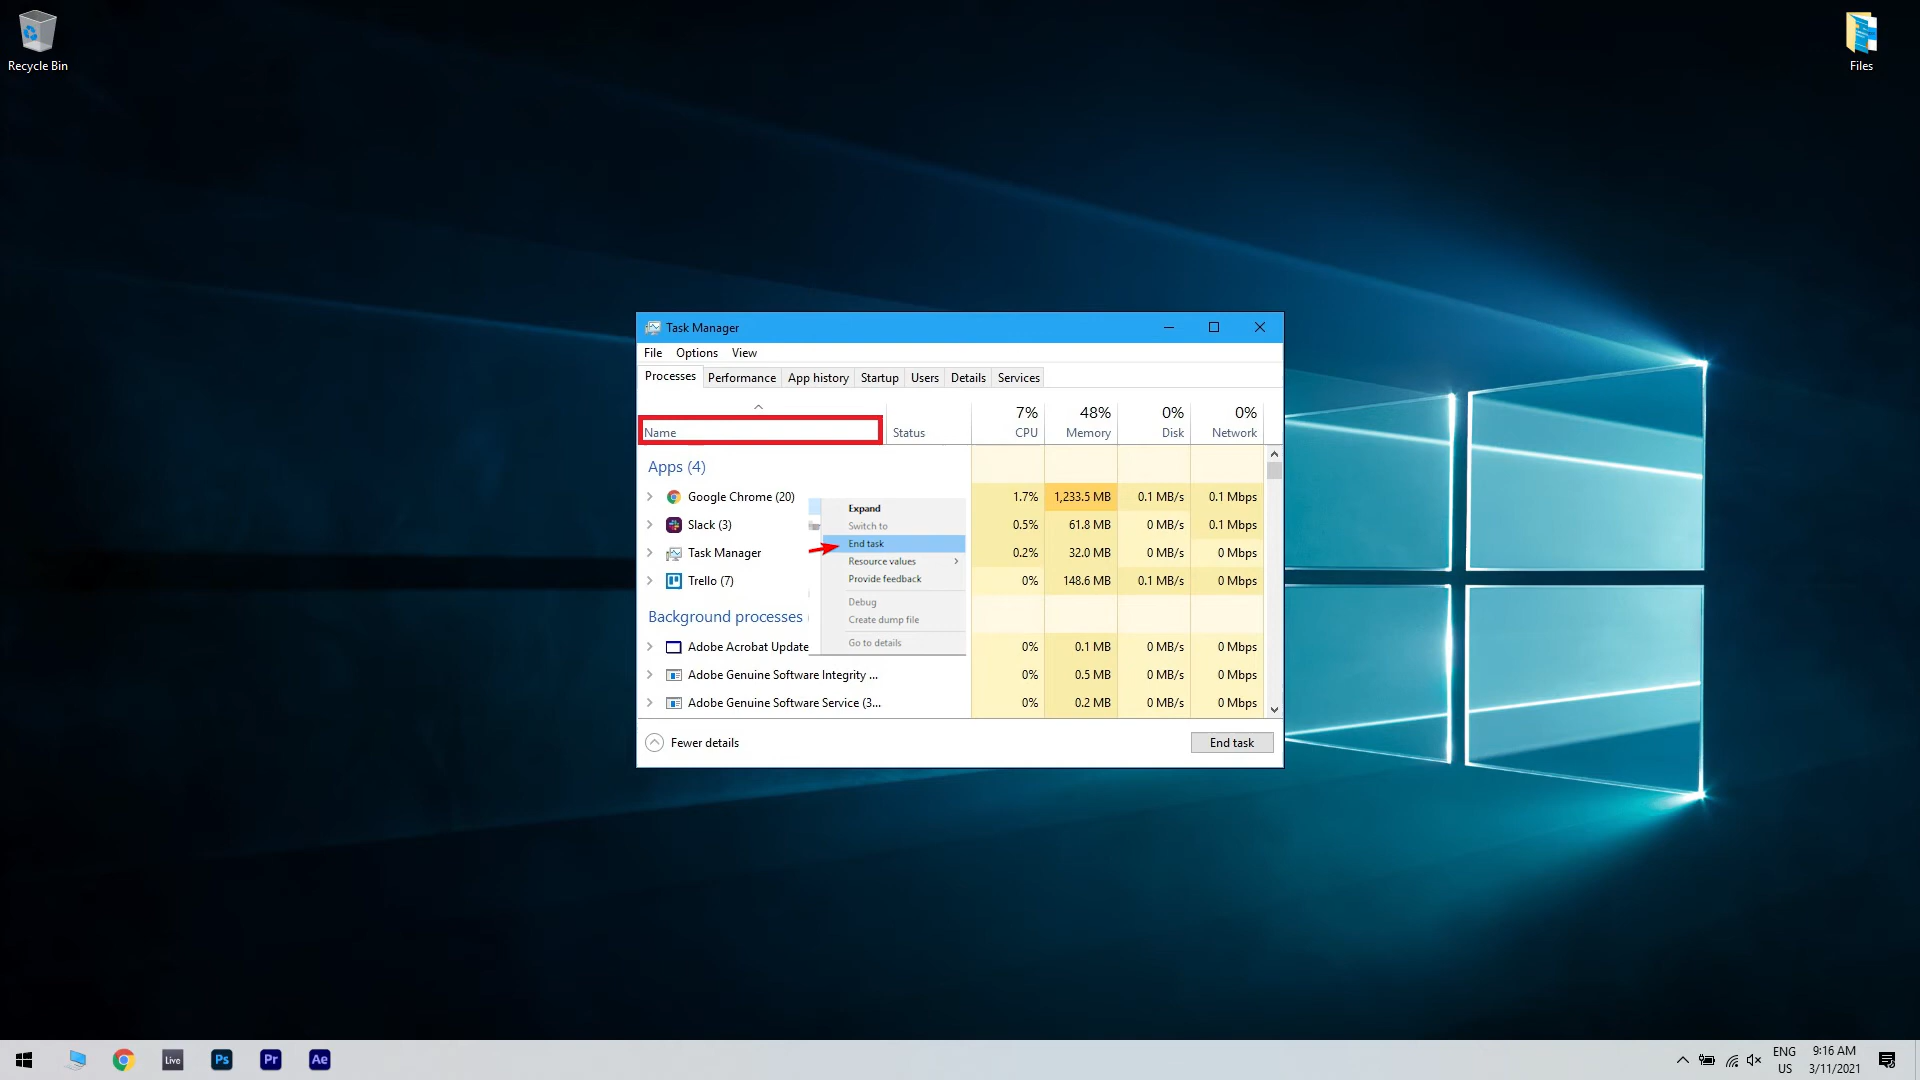 Recycle Bin
Files
Task Manager
File Options View
Processes Performance App history Startup Users Details Services
7% 48% 0% 0%
Name Status CPU Memory Disk Network
Apps (4)
Google Chrome (20) 1.7% 1,233.5 MB 0.1 MB/s 0.1 Mbps
Slack (3) 0.5% 61.8 MB 0 MB/s 0.1 Mbps
Task Manager 0.2% 32.0 MB 0 MB/s 0 Mbps
Trello (7) 0% 148.6 MB 0.1 MB/s 0 Mbps
Background processes
Adobe Acrobat Update 0% 0.1 MB 0 MB/s 0 Mbps
Adobe Genuine Software Integrity ... 0% 0.5 MB 0 MB/s 0 Mbps
Adobe Genuine Software Service (3... 0% 0.2 MB 0 MB/s 0 Mbps
Expand
Switch to
End task
Resource values
Provide feedback
Debug
Create dump file
Go to details
Fewer details End task
Live Ps Pr Ae
ENG
US
9:16 AM
3/11/2021